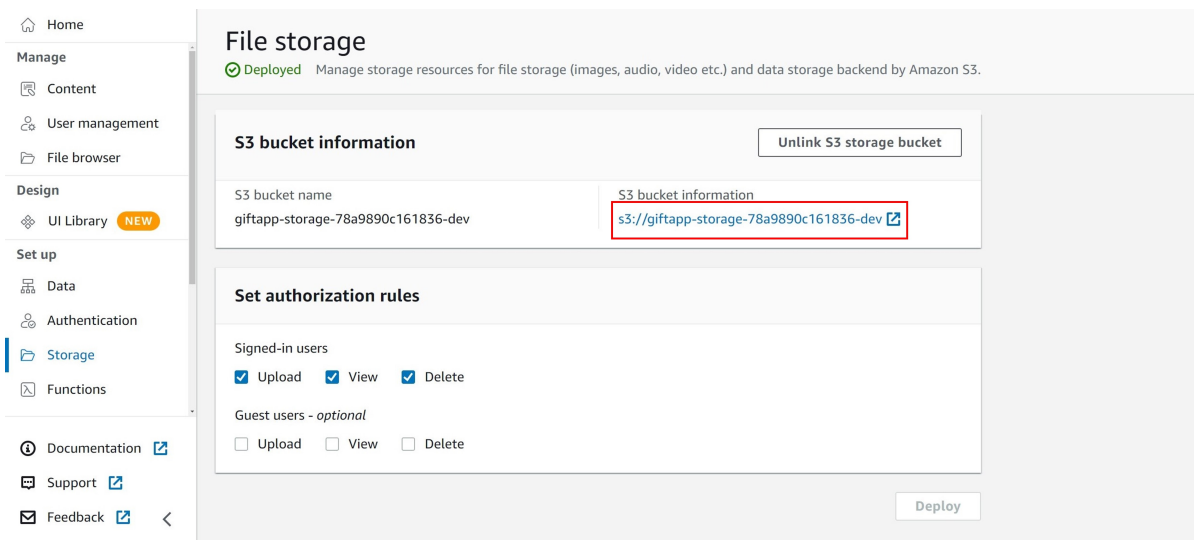 Home
Manage
Content
User management
File browser
Design
UI Library NEW
Set up
Data
Authentication
Storage
Functions
Documentation
Support
Feedback
File storage
Deployed Manage storage resources for file storage (images, audio, video etc.) and data storage backend by Amazon S3.
S3 bucket information
Unlink S3 storage bucket
S3 bucket name
giftapp-storage-78a9890c161836-dev
S3 bucket information
s3://giftapp-storage-78a9890c161836-dev
Set authorization rules
Signed-in users
Upload View Delete
Guest users - optional
Upload View Delete
Deploy